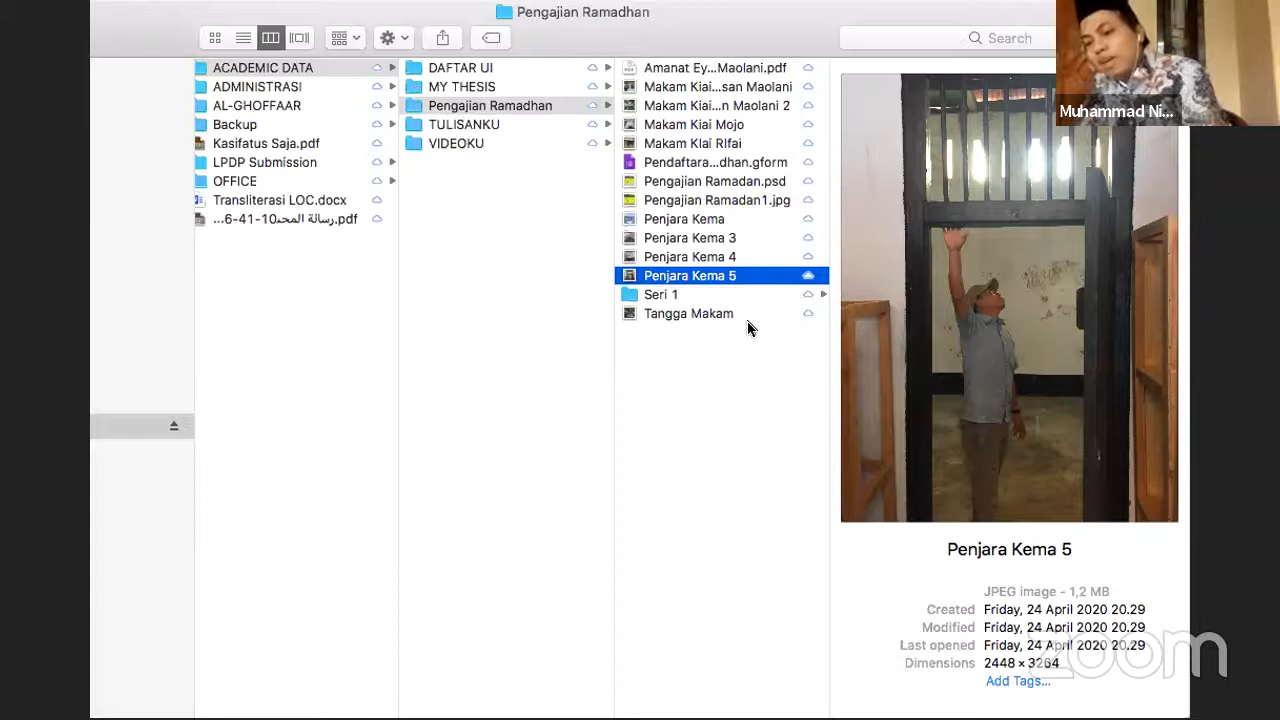 Pengajian Ramadhan
Search
Muhammad Ni...
ACADEMIC DATA
ADMINISTRASI
AL-GHOFFAAR
Backup
Kasifatus Saja.pdf
LPDP Submission
OFFICE
Transliterasi LOC.docx
...6-41-10رسالة المحد.pdf
DAFTAR UI
MY THESIS
Pengajian Ramadhan
TULISANKU
VIDEOKU
Amanat Ey...Maolani.pdf
Makam Kiai...san Maolani
Makam Kiai...n Maolani 2
Makam Kiai Mojo
Makam KIai Rifai
Pendaftara...dhan.gform
Pengajian Ramadan.psd
Pengajian Ramadan1.jpg
Penjara Kema
Penjara Kema 3
Penjara Kema 4
Penjara Kema 5
Seri 1
Tangga Makam
Penjara Kema 5
JPEG image - 1,2 MB
Created Friday, 24 April 2020 20.29
Modified Friday, 24 April 2020 20.29
Last opened Friday, 24 April 2020 20.29
Dimensions 2448 × 3264
Add Tags...
zoom